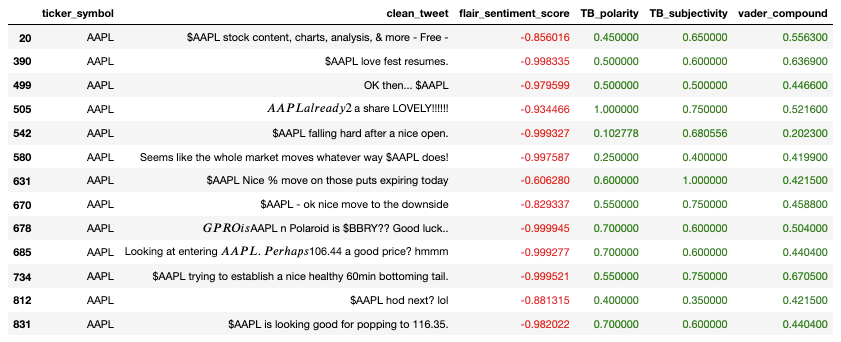 ticker_symbol clean_tweet flair_sentiment_score TB_polarity TB_subjectivity vader_compound
20 AAPL $AAPL stock content, charts, analysis, & more - Free - -0.856016 0.450000 0.650000 0.556300
390 AAPL $AAPL love fest resumes. -0.998335 0.500000 0.600000 0.636900
499 AAPL OK then... $AAPL -0.979599 0.500000 0.500000 0.446600
505 AAPL AAPLalready2 a share LOVELY!!!!!! -0.934466 1.000000 0.750000 0.521600
542 AAPL $AAPL falling hard after a nice open. -0.999327 0.102778 0.680556 0.202300
580 AAPL Seems like the whole market moves whatever way $AAPL does! -0.997587 0.250000 0.400000 0.419900
631 AAPL $AAPL Nice % move on those puts expiring today -0.606280 0.600000 1.000000 0.421500
670 AAPL $AAPL - ok nice move to the downside -0.829337 0.550000 0.750000 0.458800
678 AAPL GPROisAAPL n Polaroid is $BBRY?? Good luck.. -0.999945 0.700000 0.600000 0.504000
685 AAPL Looking at entering AAPL. Perhaps106.44 a good price? hmmm -0.999277 0.700000 0.600000 0.440400
734 AAPL $AAPL trying to establish a nice healthy 60min bottoming tail. -0.999521 0.550000 0.750000 0.670500
812 AAPL $AAPL hod next? lol -0.881315 0.400000 0.350000 0.421500
831 AAPL $AAPL is looking good for popping to 116.35. -0.982022 0.700000 0.600000 0.440400